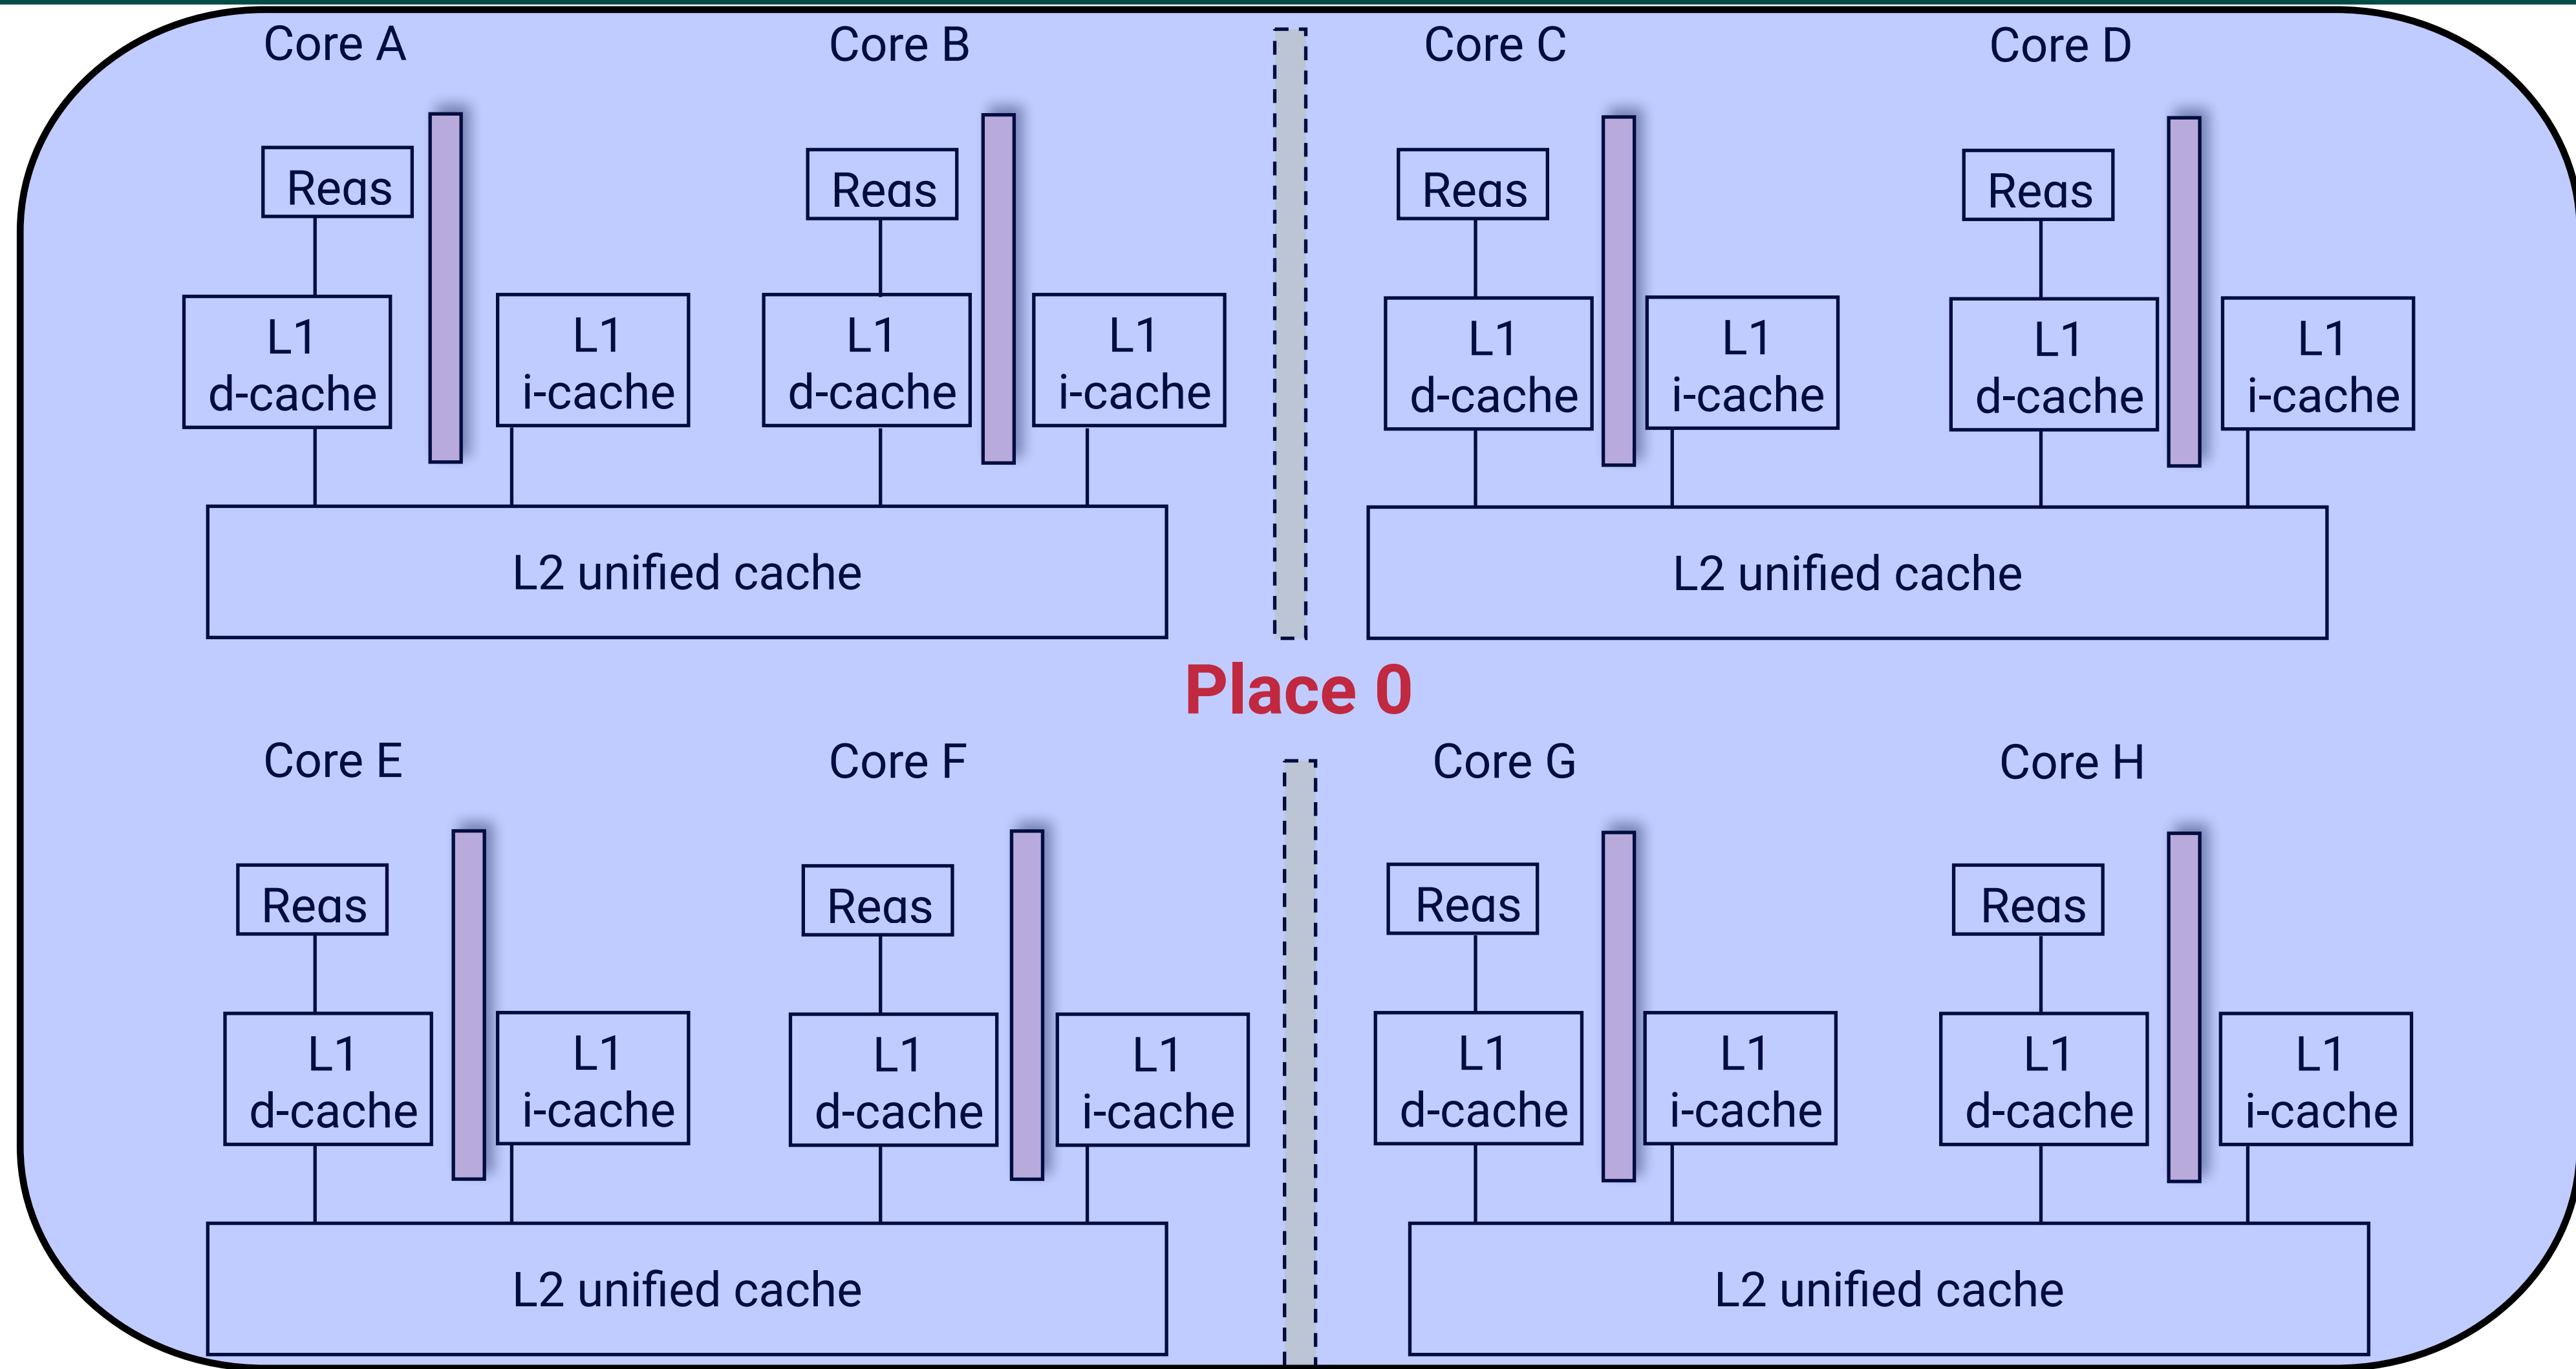 Core A
Core B
Core C
Core D
Regs
Regs
Regs
Regs
L1
d-cache
L1
i-cache
L1
d-cache
L1
i-cache
L1
d-cache
L1
i-cache
L1
d-cache
L1
i-cache
L2 unified cache
L2 unified cache
Place 0
Core E
Core F
Core G
Core H
Regs
Regs
Regs
Regs
L1
d-cache
L1
i-cache
L1
d-cache
L1
i-cache
L1
d-cache
L1
i-cache
L1
d-cache
L1
i-cache
L2 unified cache
L2 unified cache